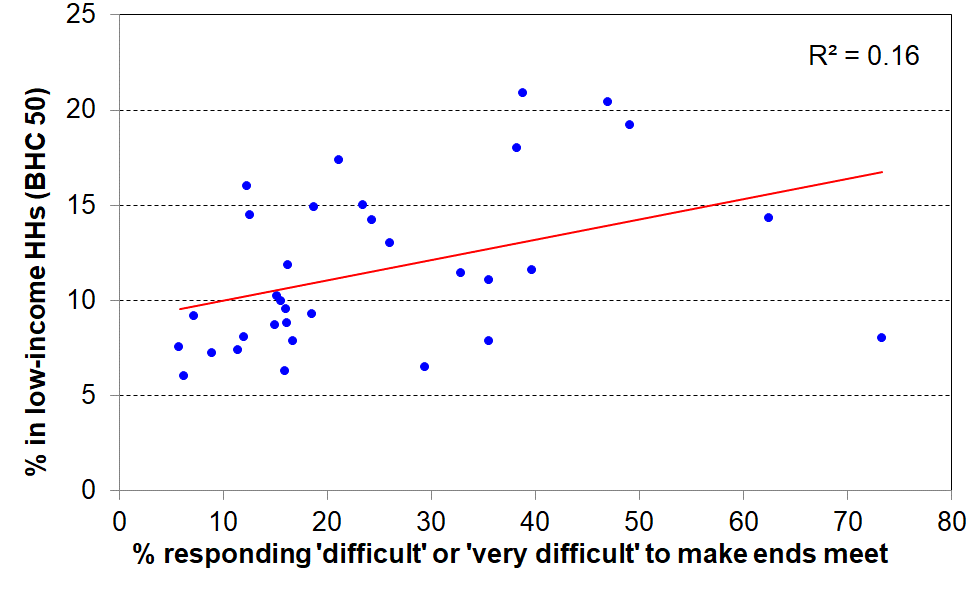 25
R² = 0.16
20
15
10
5
0
% in low-income HHs (BHC 50)
0 10 20 30 40 50 60 70 80
% responding 'difficult' or 'very difficult' to make ends meet